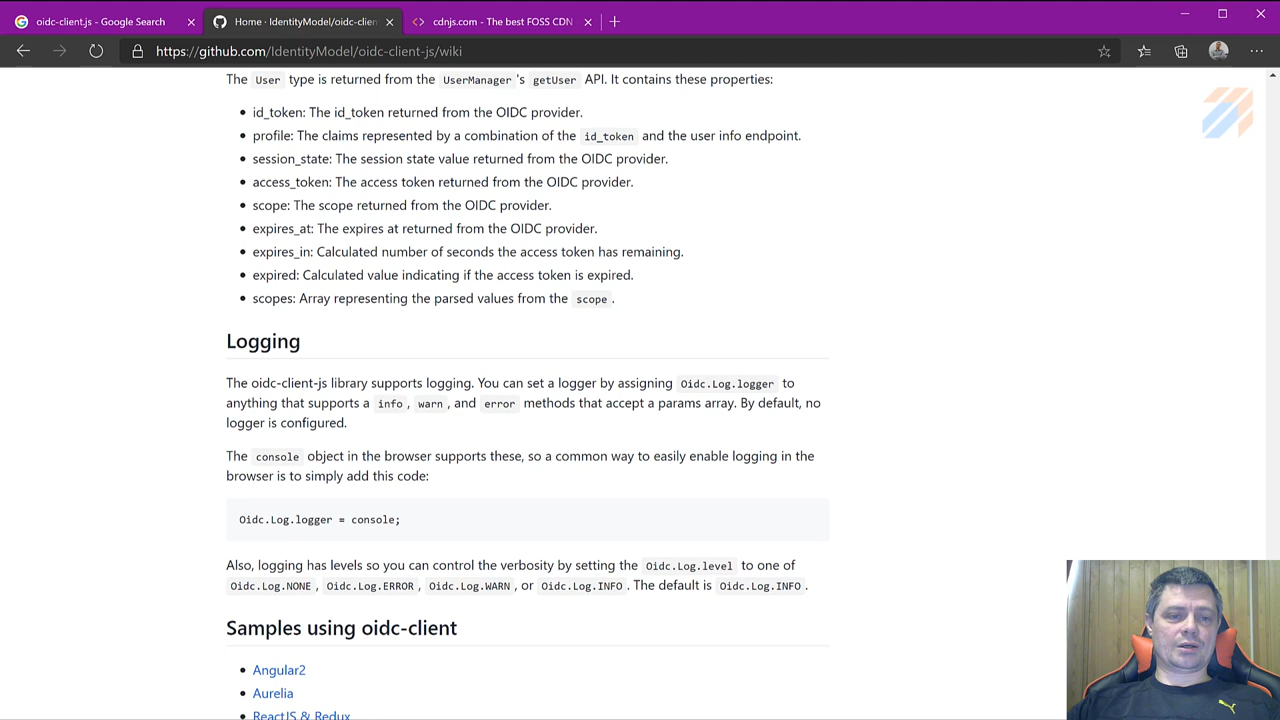 oidc-client.js - Google Search
Home · IdentityModel/oidc-clien
cdnjs.com - The best FOSS CDN
https://github.com/IdentityModel/oidc-client-js/wiki
The User type is returned from the UserManager 's getUser API. It contains these properties:
• id_token: The id_token returned from the OIDC provider.
• profile: The claims represented by a combination of the id_token and the user info endpoint.
• session_state: The session state value returned from the OIDC provider.
• access_token: The access token returned from the OIDC provider.
• scope: The scope returned from the OIDC provider.
• expires_at: The expires at returned from the OIDC provider.
• expires_in: Calculated number of seconds the access token has remaining.
• expired: Calculated value indicating if the access token is expired.
• scopes: Array representing the parsed values from the scope .
Logging
The oidc-client-js library supports logging. You can set a logger by assigning Oidc.Log.logger to
anything that supports a info , warn , and error methods that accept a params array. By default, no
logger is configured.
The console object in the browser supports these, so a common way to easily enable logging in the
browser is to simply add this code:
Oidc.Log.logger = console;
Also, logging has levels so you can control the verbosity by setting the Oidc.Log.level to one of
Oidc.Log.NONE , Oidc.Log.ERROR , Oidc.Log.WARN , or Oidc.Log.INFO . The default is Oidc.Log.INFO .
Samples using oidc-client
• Angular2
• Aurelia
ReactJS & Redux